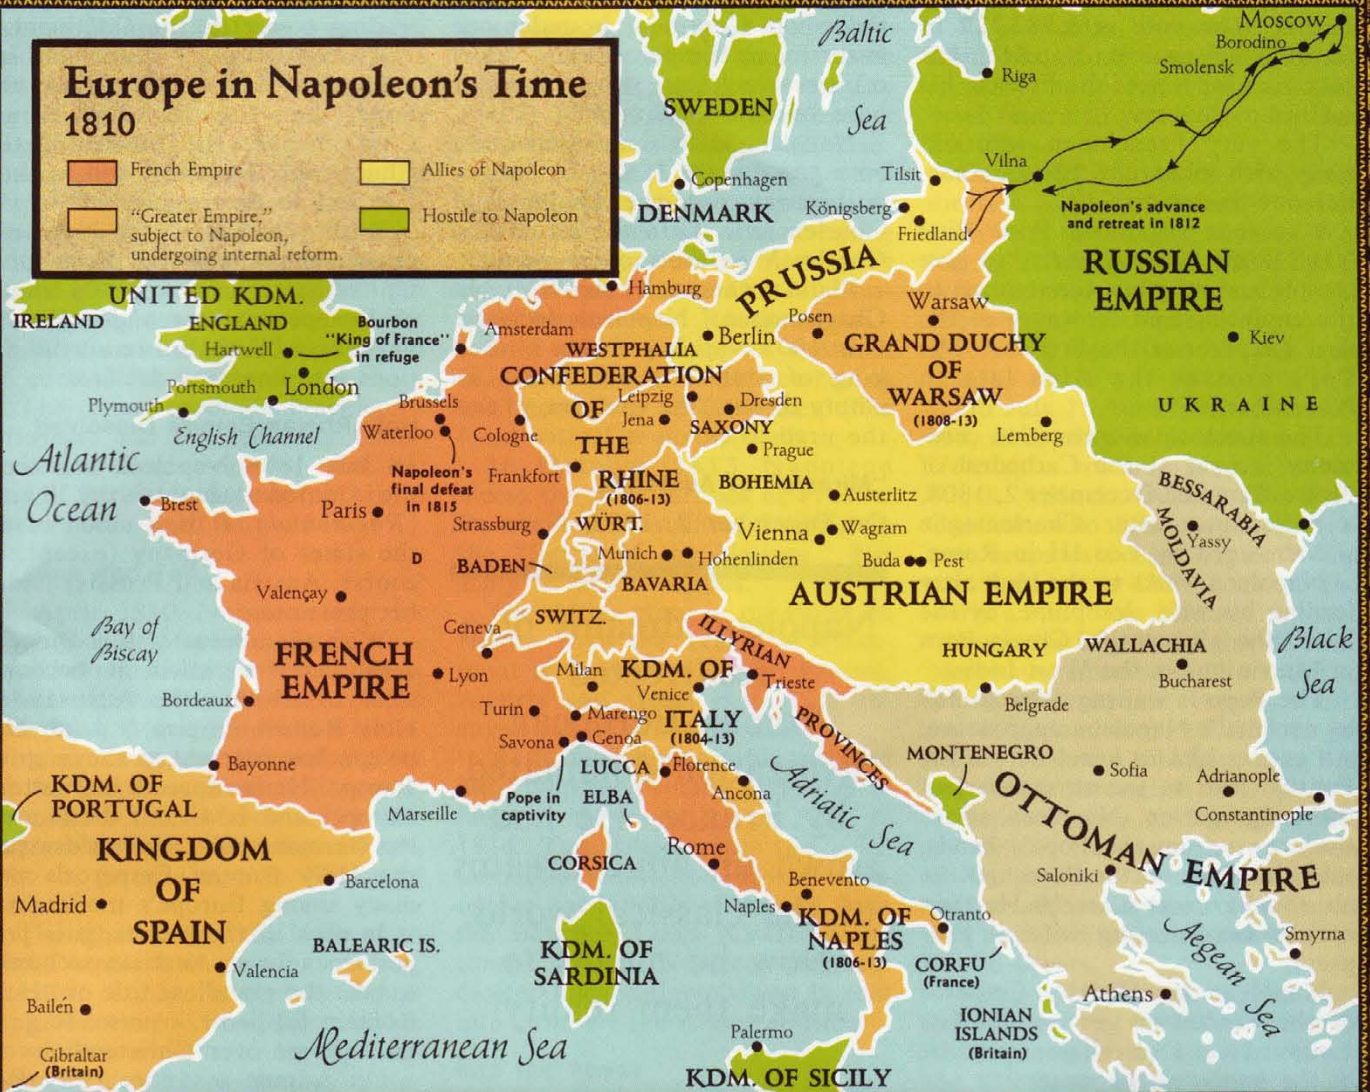 Europe in Napoleon's Time
1810
French Empire
Allies of Napoleon
"Greater Empire,"
subject to Napoleon,
undergoing internal reform.
Hostile to Napoleon
Baltic
Sea
SWEDEN
Copenhagen
DENMARK
Riga
Moscow
Borodino
Smolensk
Vilna
Tilsit
Königsberg
Friedland
Napoleon's advance
and retreat in 1812
RUSSIAN
EMPIRE
Kiev
UKRAINE
PRUSSIA
Hamburg
Berlin
Posen
Warsaw
GRAND DUCHY
OF
WARSAW
(1808-13)
Lemberg
UNITED KDM.
IRELAND
ENGLAND
Hartwell
Bourbon
"King of France"
in refuge
Portsmouth
London
Plymouth
English Channel
Atlantic
Ocean
Amsterdam
WESTPHALIA
CONFEDERATION
OF
THE
RHINE
(1806-13)
Leipzig
Jena
Dresden
SAXONY
Prague
BOHEMIA
Brussels
Waterloo
Cologne
Napoleon's
final defeat
in 1815
Frankfort
Brest
Paris
Strassburg
WÜRT.
D
BADEN
Munich
Hohenlinden
BAVARIA
Austerlitz
Wagram
Vienna
Buda
Pest
AUSTRIAN EMPIRE
HUNGARY
BESSARABIA
MOLDAVIA
Yassy
WALLACHIA
Bucharest
Black
Sea
Belgrade
Valençay
SWITZ.
Geneva
Bay of
Biscay
FRENCH
EMPIRE
Lyon
Bordeaux
Bayonne
Marseille
Milan
KDM. OF
ITALY
(1804-13)
Venice
Turin
Marengo
Savona
Genoa
ILLYRIAN
PROVINCES
Trieste
LUCCA
Florence
ELBA
Ancona
Pope in
captivity
Adriatic Sea
MONTENEGRO
OTTOMAN EMPIRE
Sofia
Adrianople
Constantinople
Saloniki
KDM. OF
PORTUGAL
KINGDOM
OF
SPAIN
Madrid
Barcelona
Valencia
BALEARIC IS.
Bailén
Gibraltar
(Britain)
CORSICA
Rome
Benevento
Naples
KDM. OF
NAPLES
(1806-13)
Otranto
KDM. OF
SARDINIA
CORFU
(France)
IONIAN
ISLANDS
(Britain)
Athens
Aegean Sea
Smyrna
Mediterranean Sea
Palermo
KDM. OF SICILY